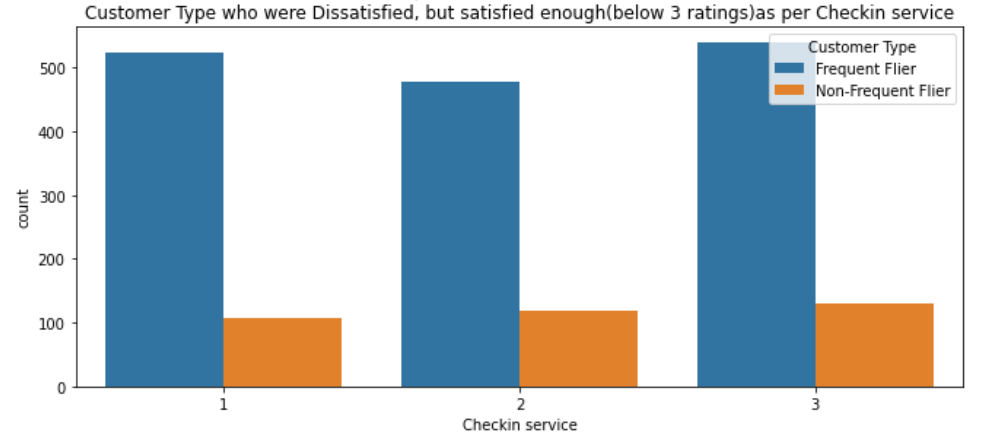 Customer Type who were Dissatisfied, but satisfied enough(below 3 ratings)as per Checkin service
Customer Type
Frequent Flier
Non-Frequent Flier
500
400
300
200
100
0
count
1 2 3
Checkin service